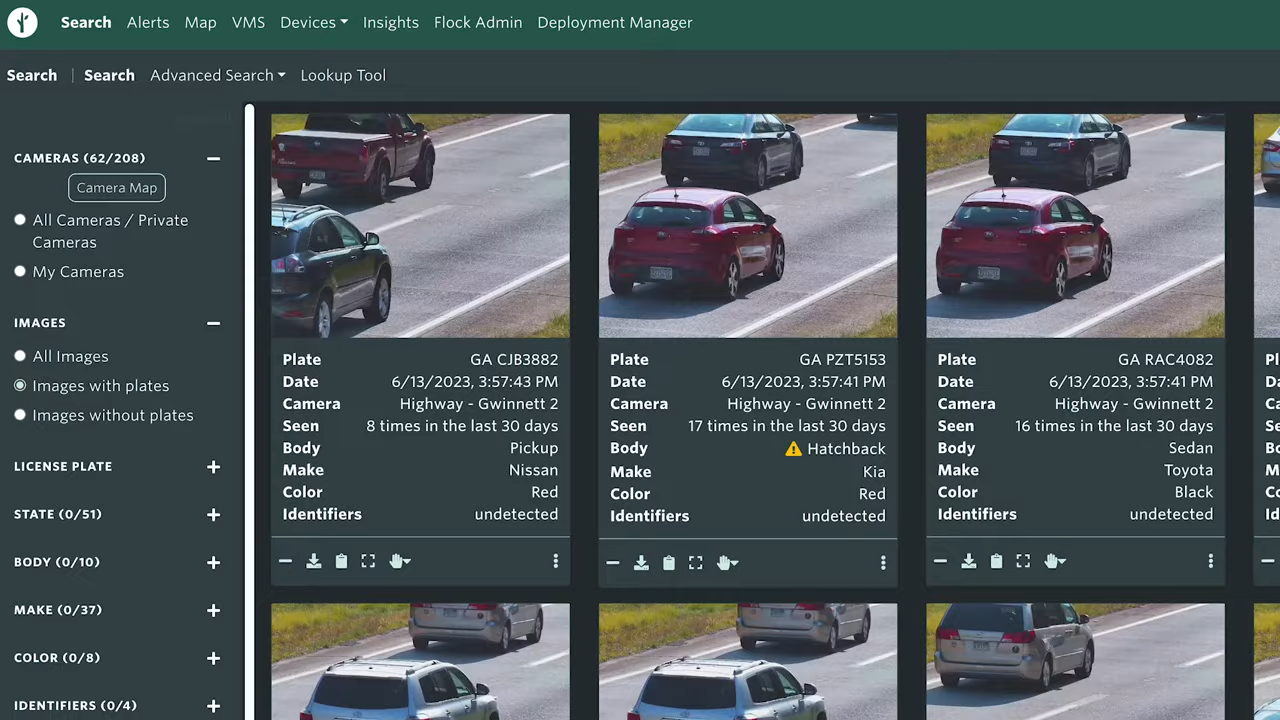 Search Alerts Map VMS Devices Insights Flock Admin Deployment Manager
Search | Search Advanced Search Lookup Tool
CAMERAS (62/208)
Camera Map
All Cameras / Private
Cameras
My Cameras
IMAGES
All Images
Images with plates
Images without plates
LICENSE PLATE
STATE (0/51)
BODY (0/10)
MAKE (0/37)
COLOR (0/8)
IDENTIFIERS (0/4)
Plate GA CJB3882
Date 6/13/2023, 3:57:43 PM
Camera Highway - Gwinnett 2
Seen 8 times in the last 30 days
Body Pickup
Make Nissan
Color Red
Identifiers undetected
Plate GA PZT5153
Date 6/13/2023, 3:57:41 PM
Camera Highway - Gwinnett 2
Seen 17 times in the last 30 days
Body Hatchback
Make Kia
Color Red
Identifiers undetected
Plate GA RAC4082
Date 6/13/2023, 3:57:41 PM
Camera Highway - Gwinnett 2
Seen 16 times in the last 30 days
Body Sedan
Make Toyota
Color Black
Identifiers undetected